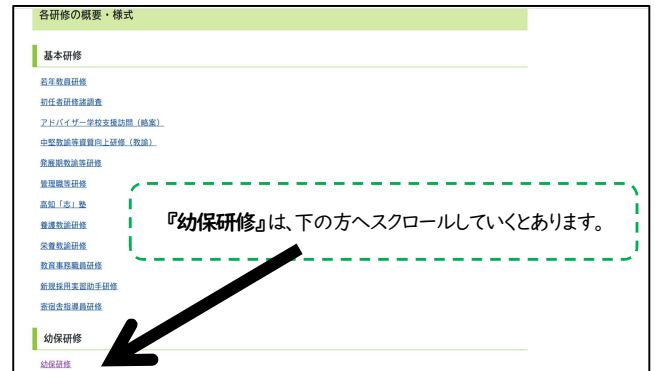 各研修の概要・様式
基本研修
若年教員研修
初任者研修諸調査
アドバイザー学校支援訪問（略案）
中堅教諭等資質向上研修（教諭）
発展期教諭等研修
管理職等研修
高知「志」塾
養護教諭研修
栄養教諭研修
教育事務職員研修
新規採用実習助手研修
寄宿舎指導員研修
『幼保研修』は、下の方へスクロールしていくとあります。
幼保研修
幼保研修